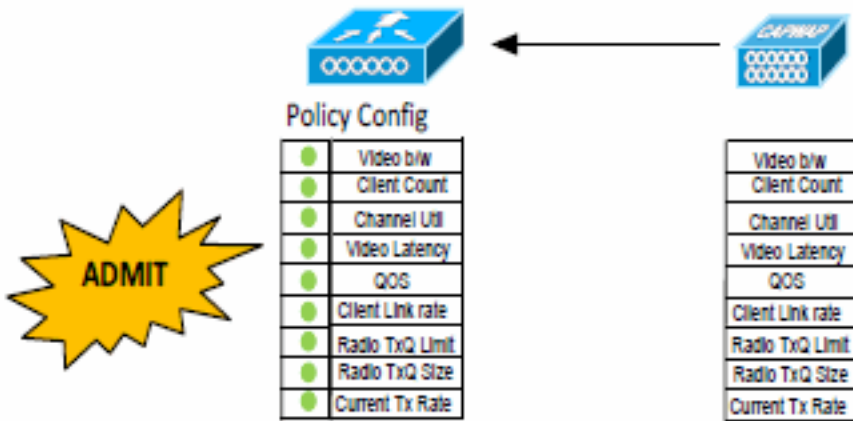 CAPWAP
Policy Config
Video b/w
Client Count
Channel Util
Video Latency
QOS
Client Link rate
Radio TxQ Limit
Radio TxQ Size
Current Tx Rate
ADMIT
Video b/w
Client Count
Channel Util
Video Latency
QOS
Client Link rate
Radio TxQ Limit
Radio TxQ Size
Current Tx Rate